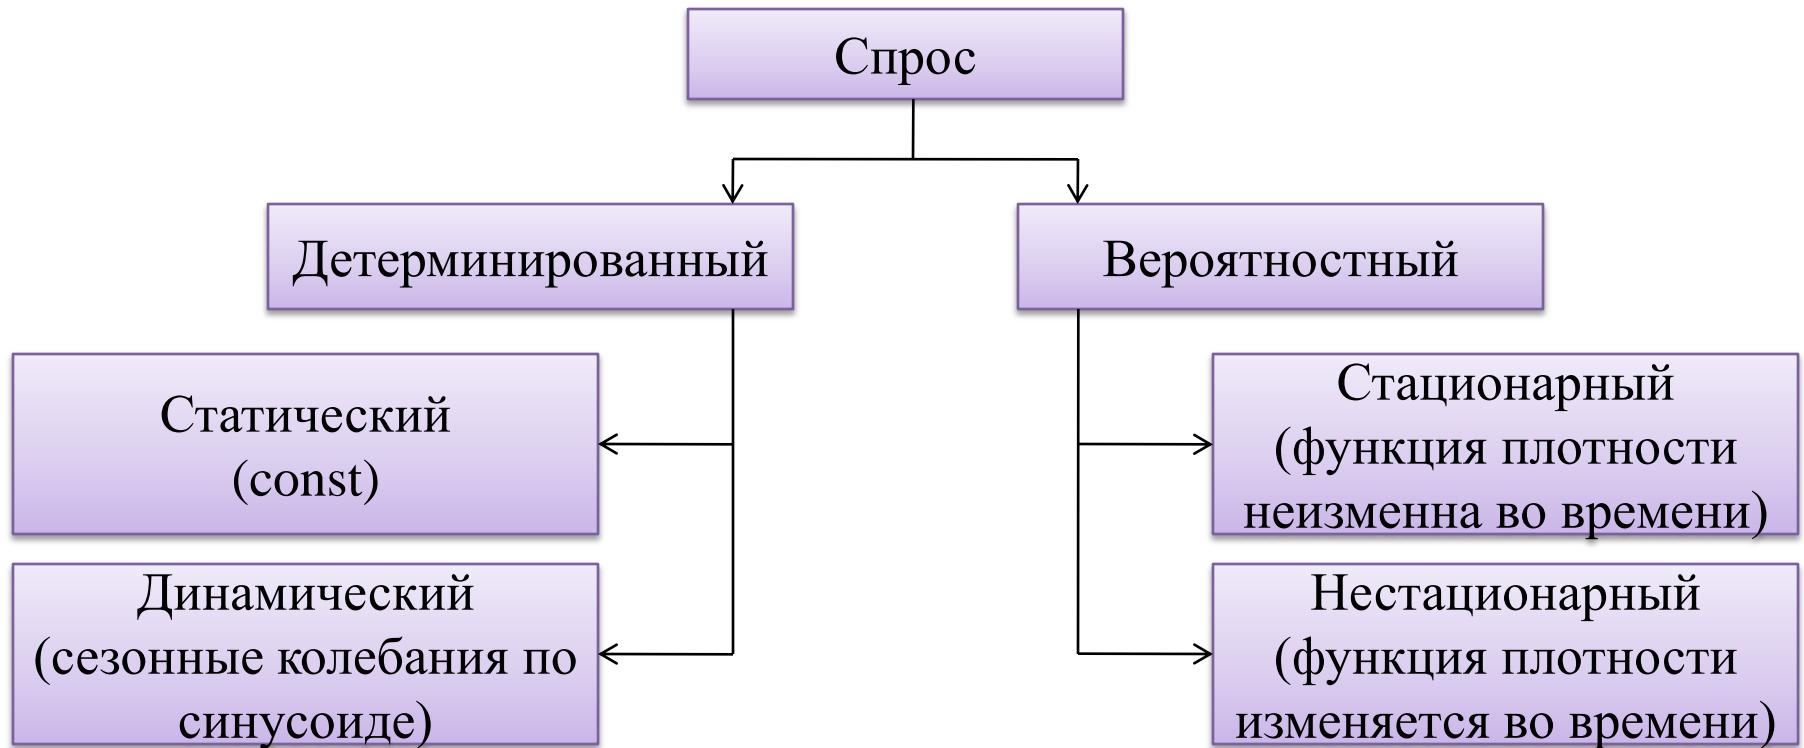 Спрос
Детерминированный
Вероятностный
Статический
(const)
Стационарный
(функция плотности
неизменна во времени)
Динамический
(сезонные колебания по
синусоиде)
Нестационарный
(функция плотности
изменяется во времени)